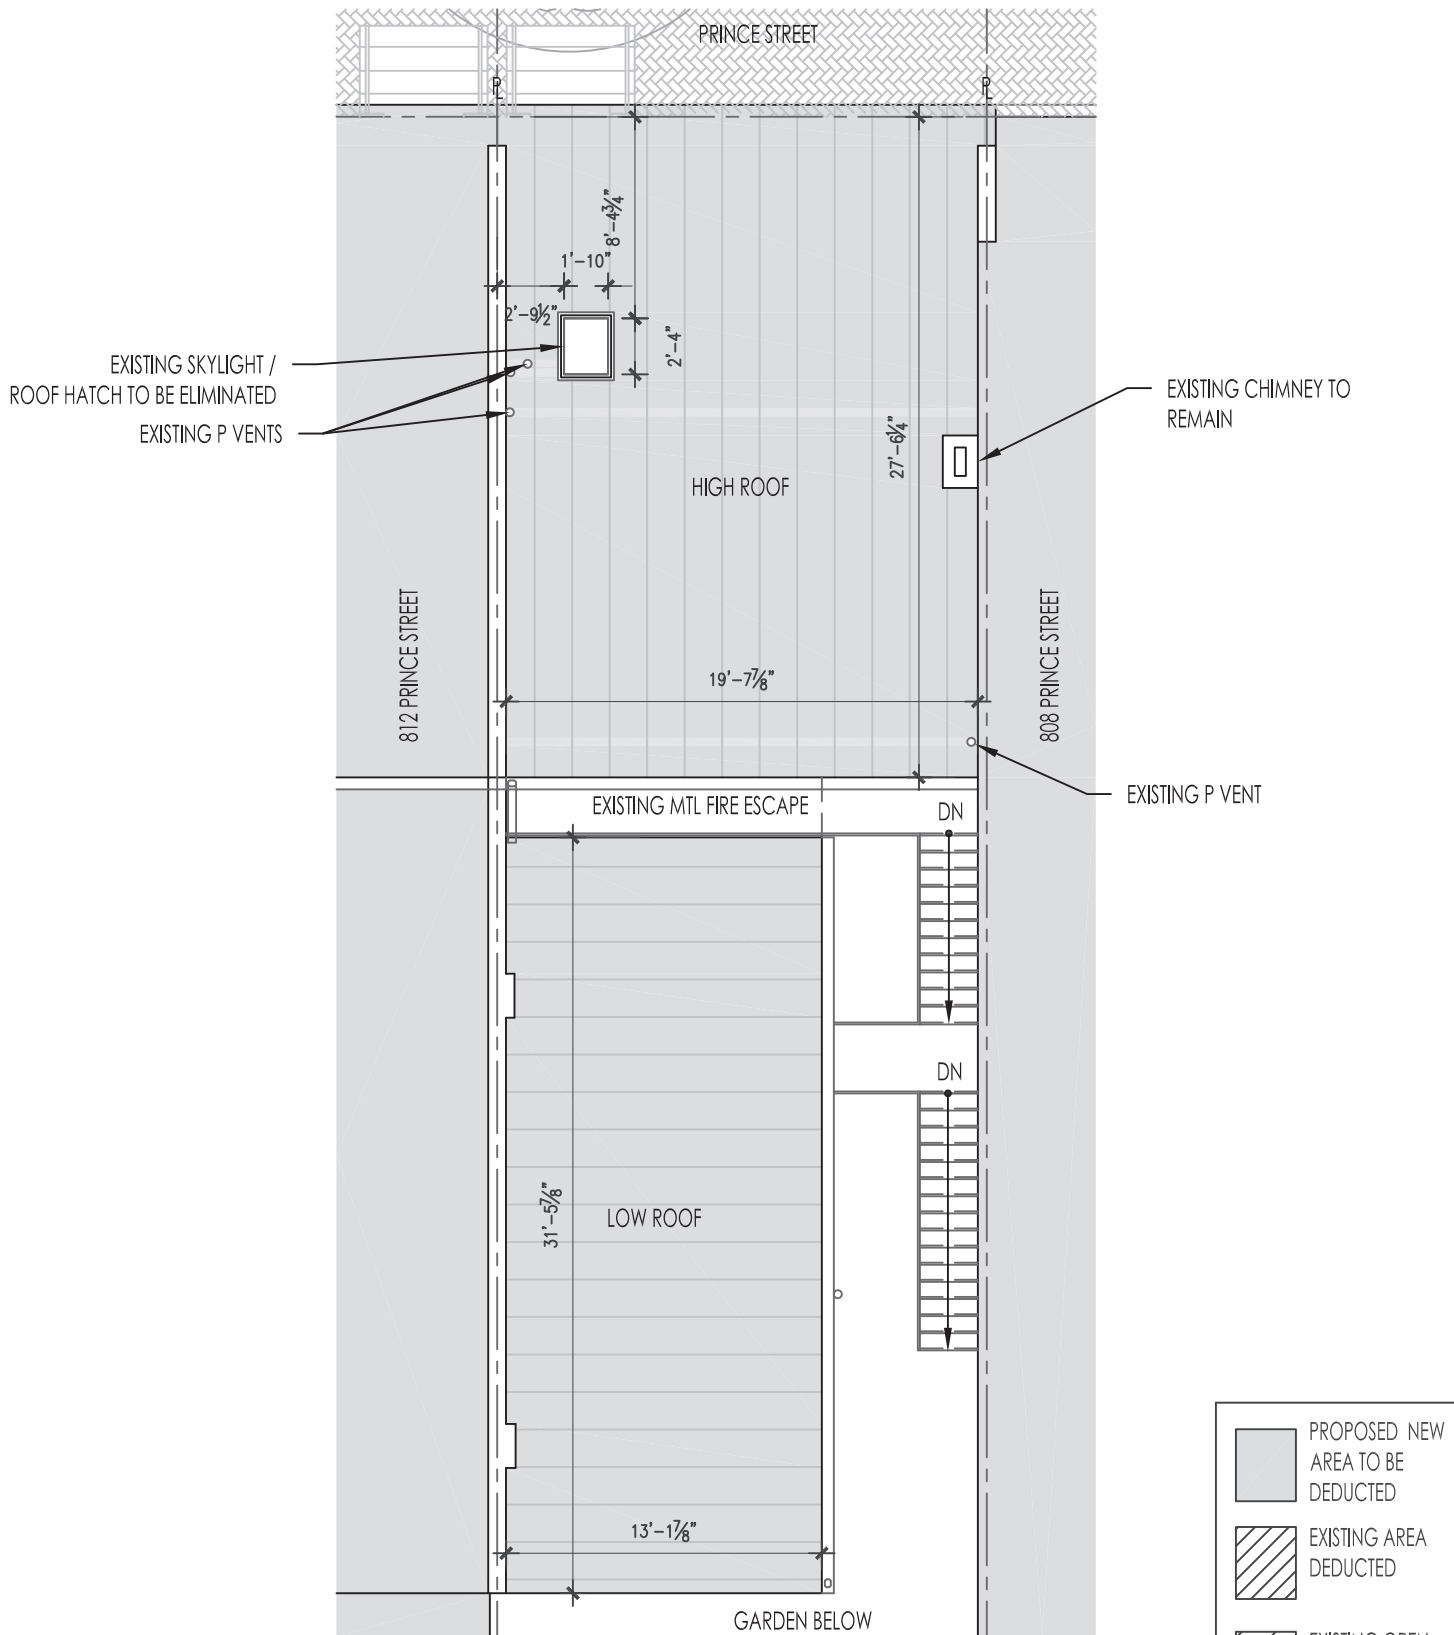 PRINCE STREET
PL
PL
8'-4¾"
1'-10"
2'-9½"
2'-4"
EXISTING SKYLIGHT /
ROOF HATCH TO BE ELIMINATED
EXISTING P VENTS
EXISTING CHIMNEY TO
REMAIN
27'-6¼"
HIGH ROOF
812 PRINCE STREET
808 PRINCE STREET
19'-7⅞"
EXISTING P VENT
EXISTING MTL FIRE ESCAPE
DN
DN
31'-5⅞"
LOW ROOF
13'-1⅞"
GARDEN BELOW
PROPOSED NEW
AREA TO BE
DEDUCTED
EXISTING AREA
DEDUCTED